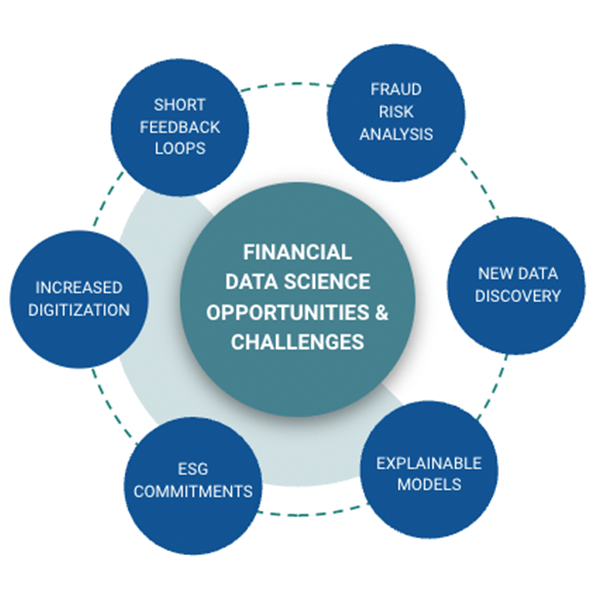 FINANCIAL
DATA SCIENCE
OPPORTUNITIES &
CHALLENGES
SHORT
FEEDBACK
LOOPS
FRAUD
RISK
ANALYSIS
NEW DATA
DISCOVERY
EXPLAINABLE
MODELS
ESG
COMMITMENTS
INCREASED
DIGITIZATION